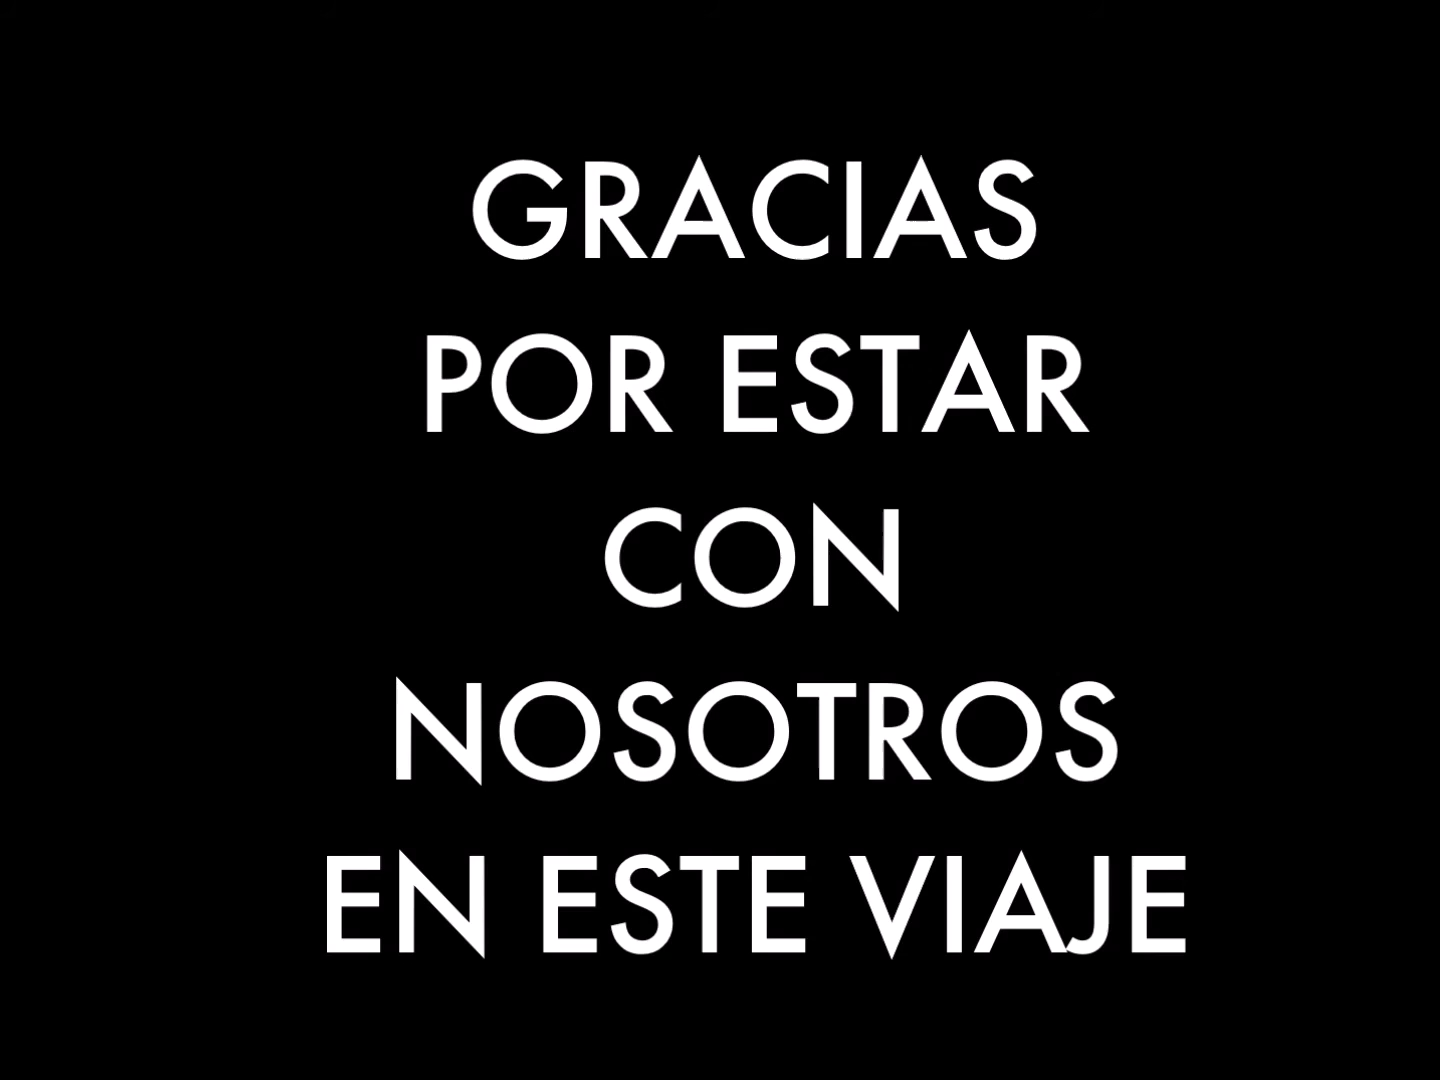 GRACIAS
POR ESTAR
CON
NOSOTROS
EN ESTE VIAJE